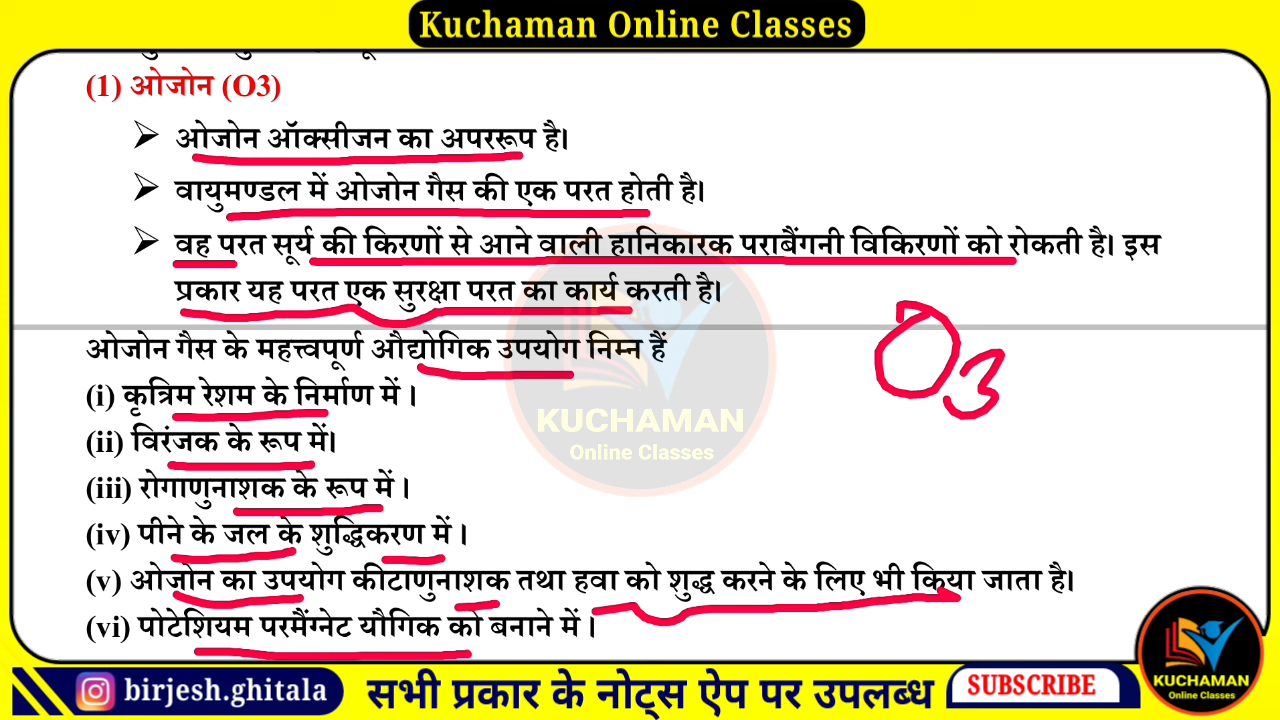 Kuchaman Online Classes
(1) ओजोन (O3)
➢ ओजोन ऑक्सीजन का अपररूप है।
➢ वायुमण्डल में ओजोन गैस की एक परत होती है।
➢ वह परत सूर्य की किरणों से आने वाली हानिकारक पराबैंगनी विकिरणों को रोकती है। इस
प्रकार यह परत एक सुरक्षा परत का कार्य करती है।
O3
ओजोन गैस के महत्त्वपूर्ण औद्योगिक उपयोग निम्न हैं
(i) कृत्रिम रेशम के निर्माण में ।
(ii) विरंजक के रूप में।
(iii) रोगाणुनाशक के रूप में ।
(iv) पीने के जल के शुद्धिकरण में ।
(v) ओजोन का उपयोग कीटाणुनाशक तथा हवा को शुद्ध करने के लिए भी किया जाता है।
(vi) पोटेशियम परमैंग्नेट यौगिक को बनाने में ।
KUCHAMAN
Online Classes
birjesh.ghitala
सभी प्रकार के नोट्स ऐप पर उपलब्ध
SUBSCRIBE
KUCHAMAN
Online Classes